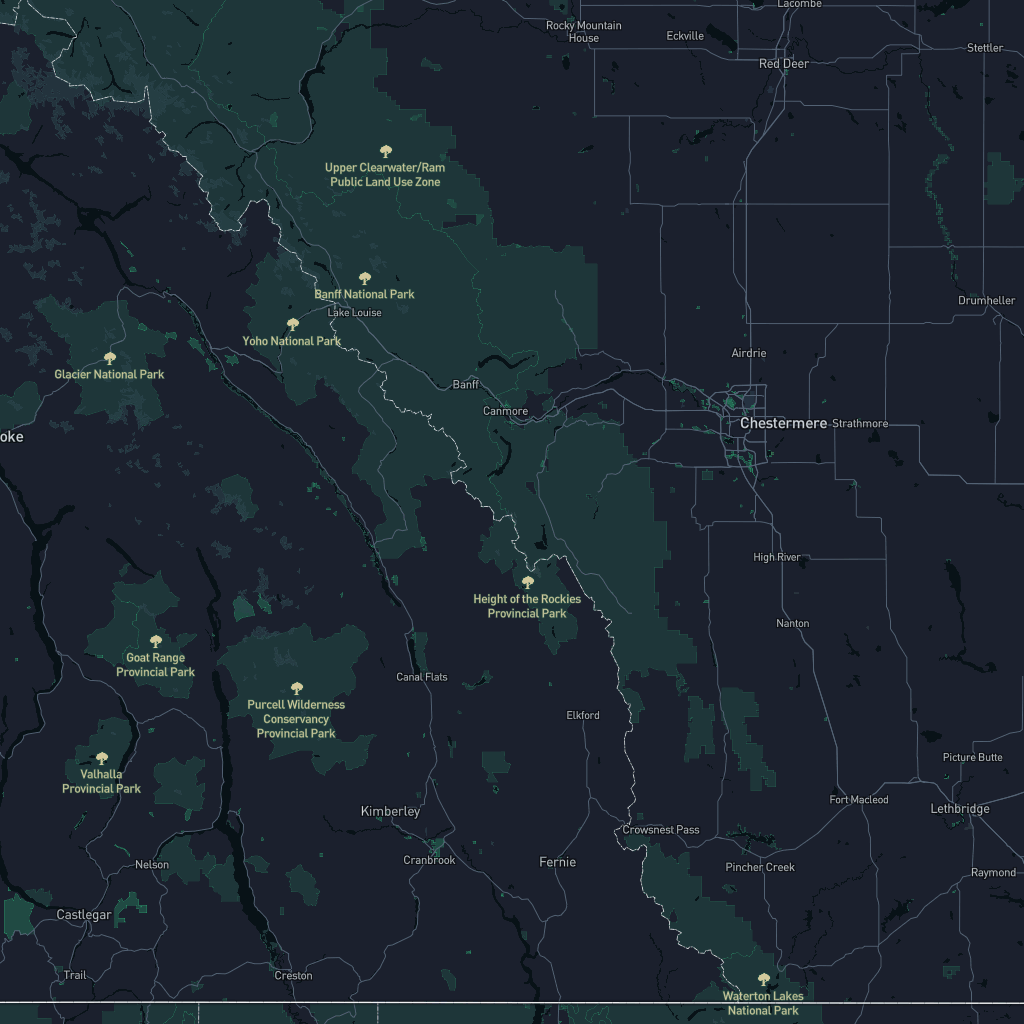 Lacombe
Rocky Mountain
House
Eckville
Stettler
Red Deer
Upper Clearwater/Ram
Public Land Use Zone
Banff National Park
Drumheller
Lake Louise
Yoho National Park
Airdrie
Glacier National Park
Banff
Canmore
Chestermere
Strathmore
oke
High River
Height of the Rockies
Provincial Park
Nanton
Goat Range
Provincial Park
Canal Flats
Purcell Wilderness
Conservancy
Provincial Park
Elkford
Picture Butte
Valhalla
Provincial Park
Fort Macleod
Lethbridge
Kimberley
Crowsnest Pass
Cranbrook
Fernie
Pincher Creek
Nelson
Raymond
Castlegar
Trail
Creston
Waterton Lakes
National Park